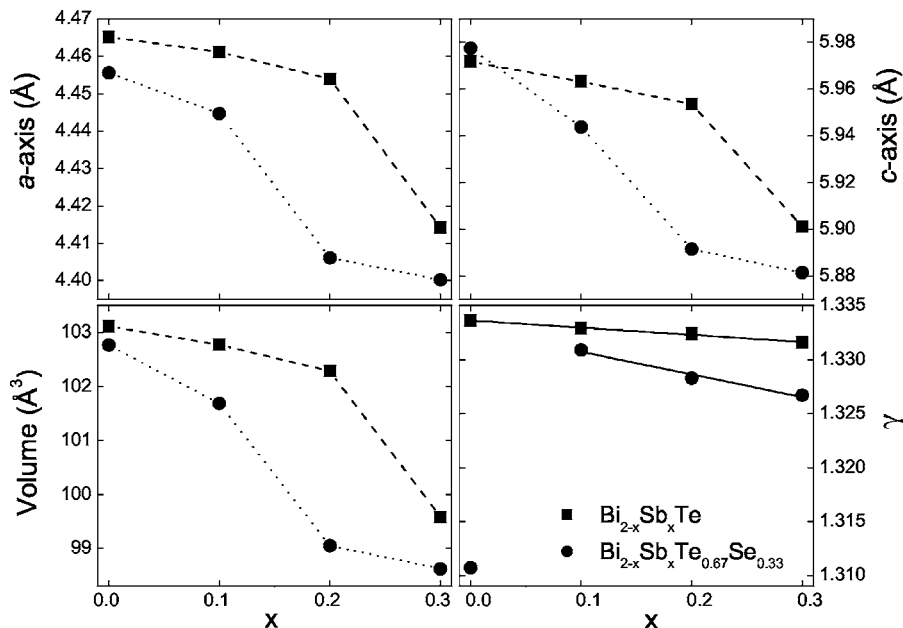 4.47
4.46
4.45
4.44
4.43
4.42
4.41
4.40
a-axis (Å)
5.98
5.96
5.94
5.92
5.90
5.88
c-axis (Å)
103
102
101
100
99
Volume (Å³)
1.335
1.330
1.325
1.320
1.315
1.310
γ
Bi₂₋ₓSbₓTe
Bi₂₋ₓSbₓTe₀.₆₇Se₀.₃₃
0.0 0.1 0.2 0.3
x
0.0 0.1 0.2 0.3
x